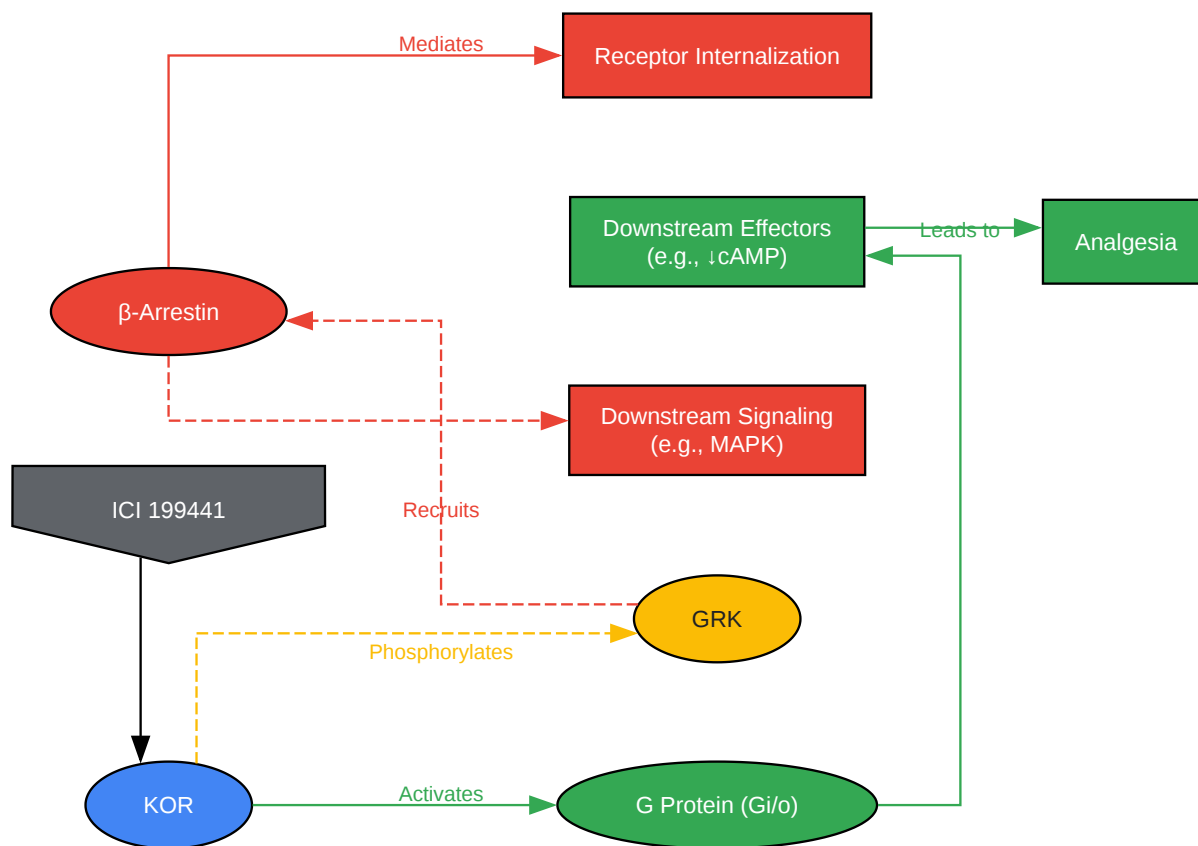 Mediates
Receptor Internalization
Downstream Effectors
(e.g., ↓cAMP)
Leads to
Analgesia
β-Arrestin
Downstream Signaling
(e.g., MAPK)
ICI 199441
Recruits
GRK
Phosphorylates
KOR
Activates
G Protein (Gi/o)